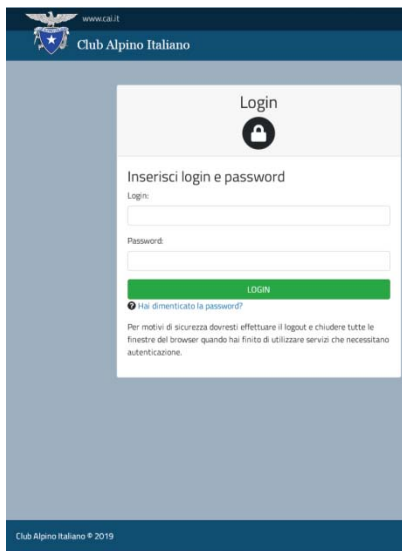 www.cai.it
Club Alpino Italiano
Login
Inserisci login e password
Login:
Password:
LOGIN
Hai dimenticato la password?
Per motivi di sicurezza dovresti effettuare il logout e chiudere tutte le
finestre del browser quando hai finito di utilizzare servizi che necessitano
autenticazione.
Club Alpino Italiano © 2019